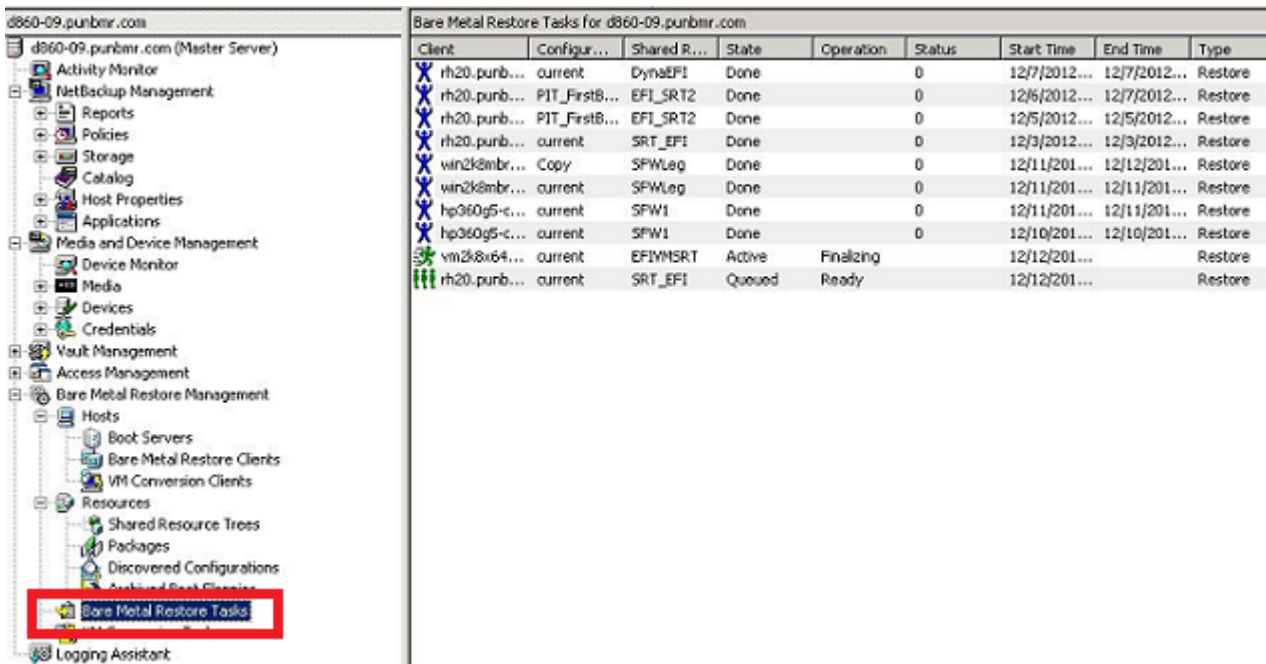 d860-09.punbmr.com
d860-09.punbmr.com (Master Server)
Activity Monitor
NetBackup Management
Reports
Policies
Storage
Catalog
Host Properties
Applications
Media and Device Management
Device Monitor
Media
Devices
Credentials
Vault Management
Access Management
Bare Metal Restore Management
Hosts
Boot Servers
Bare Metal Restore Clients
VM Conversion Clients
Resources
Shared Resource Trees
Packages
Discovered Configurations
Bare Metal Restore Tasks
Logging Assistant
Bare Metal Restore Tasks for d860-09.punbmr.com
Client Configur... Shared R... State Operation Status Start Time End Time Type
rh20.punb... current DynaEFI Done 0 12/7/2012... 12/7/2012... Restore
rh20.punb... PIT_FirstB... EFI_SRT2 Done 0 12/6/2012... 12/7/2012... Restore
rh20.punb... PIT_FirstB... EFI_SRT2 Done 0 12/5/2012... 12/5/2012... Restore
rh20.punb... current SRT_EFI Done 0 12/3/2012... 12/3/2012... Restore
win2k8mbr... Copy SFWLeg Done 0 12/11/201... 12/12/201... Restore
win2k8mbr... current SFWLeg Done 0 12/11/201... 12/11/201... Restore
hp360g5-c... current SFW1 Done 0 12/11/201... 12/11/201... Restore
hp360g5-c... current SFW1 Done 0 12/10/201... 12/10/201... Restore
vm2k8x64... current EFIVMSRT Active Finalizing 12/12/201... Restore
rh20.punb... current SRT_EFI Queued Ready 12/12/201... Restore